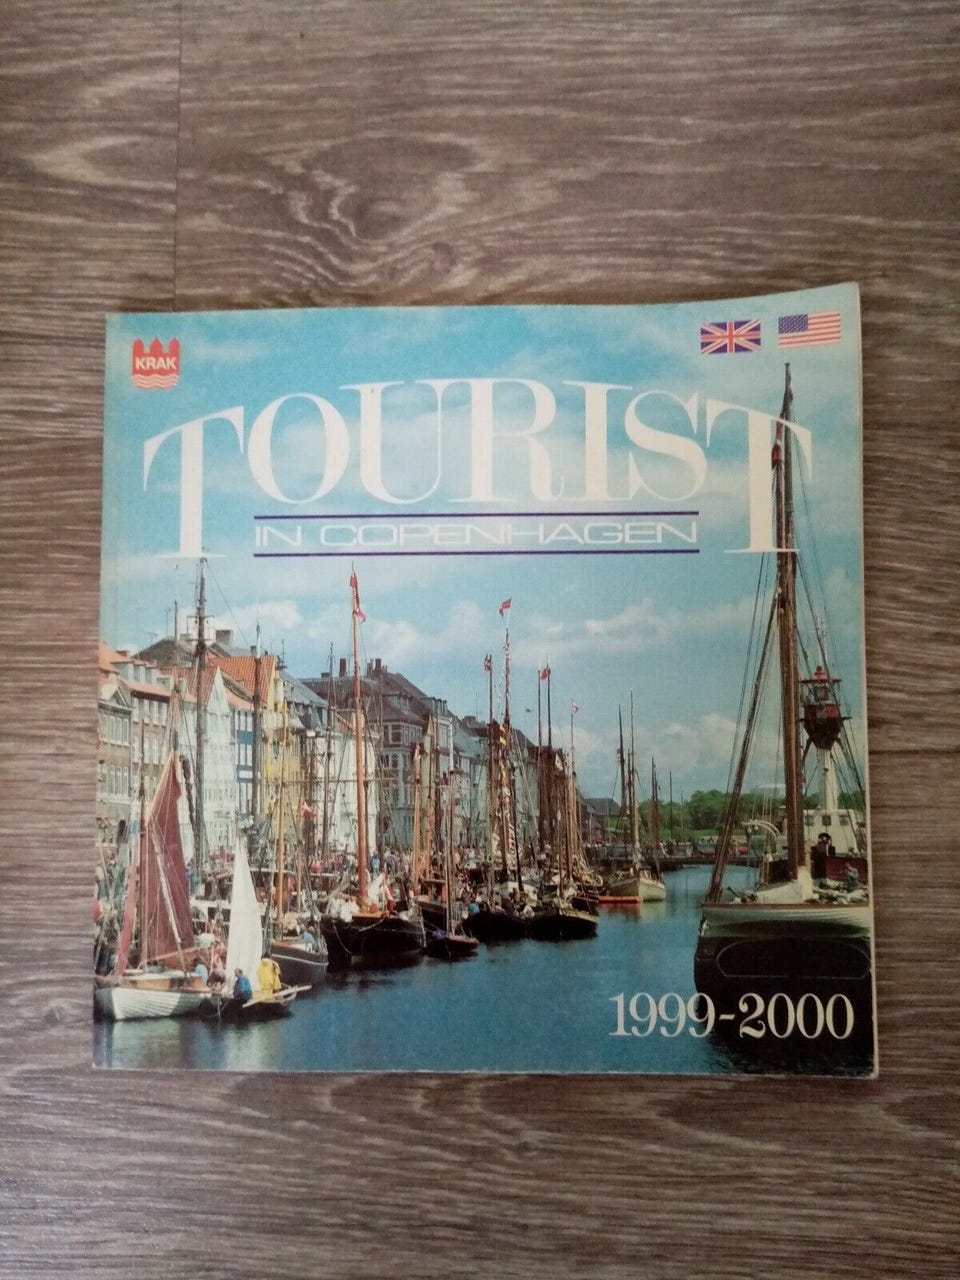 KRAK
TOURIST
IN COPENHAGEN
1999-2000